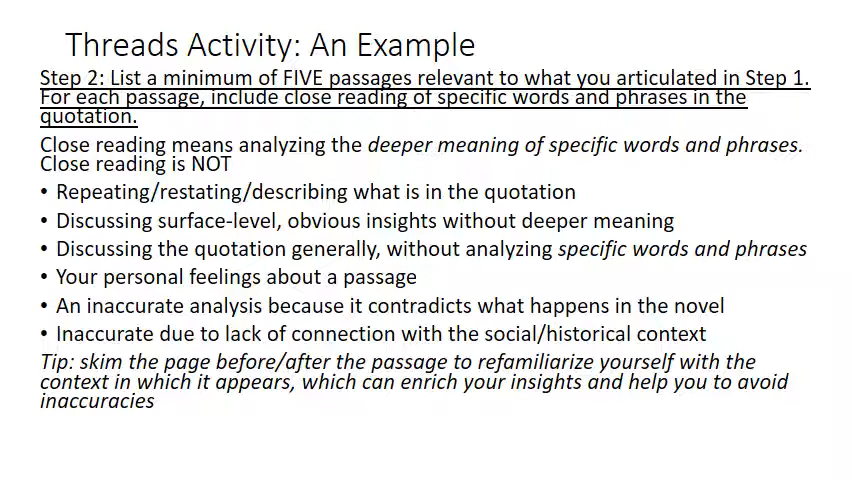 Threads Activity: An Example
Step 2: List a minimum of FIVE passages relevant to what you articulated in Step 1.
For each passage, include close reading of specific words and phrases in the
quotation.
Close reading means analyzing the deeper meaning of specific words and phrases.
Close reading is NOT
• Repeating/restating/describing what is in the quotation
• Discussing surface-level, obvious insights without deeper meaning
• Discussing the quotation generally, without analyzing specific words and phrases
• Your personal feelings about a passage
• An inaccurate analysis because it contradicts what happens in the novel
• Inaccurate due to lack of connection with the social/historical context
Tip: skim the page before/after the passage to refamiliarize yourself with the
context in which it appears, which can enrich your insights and help you to avoid
inaccuracies